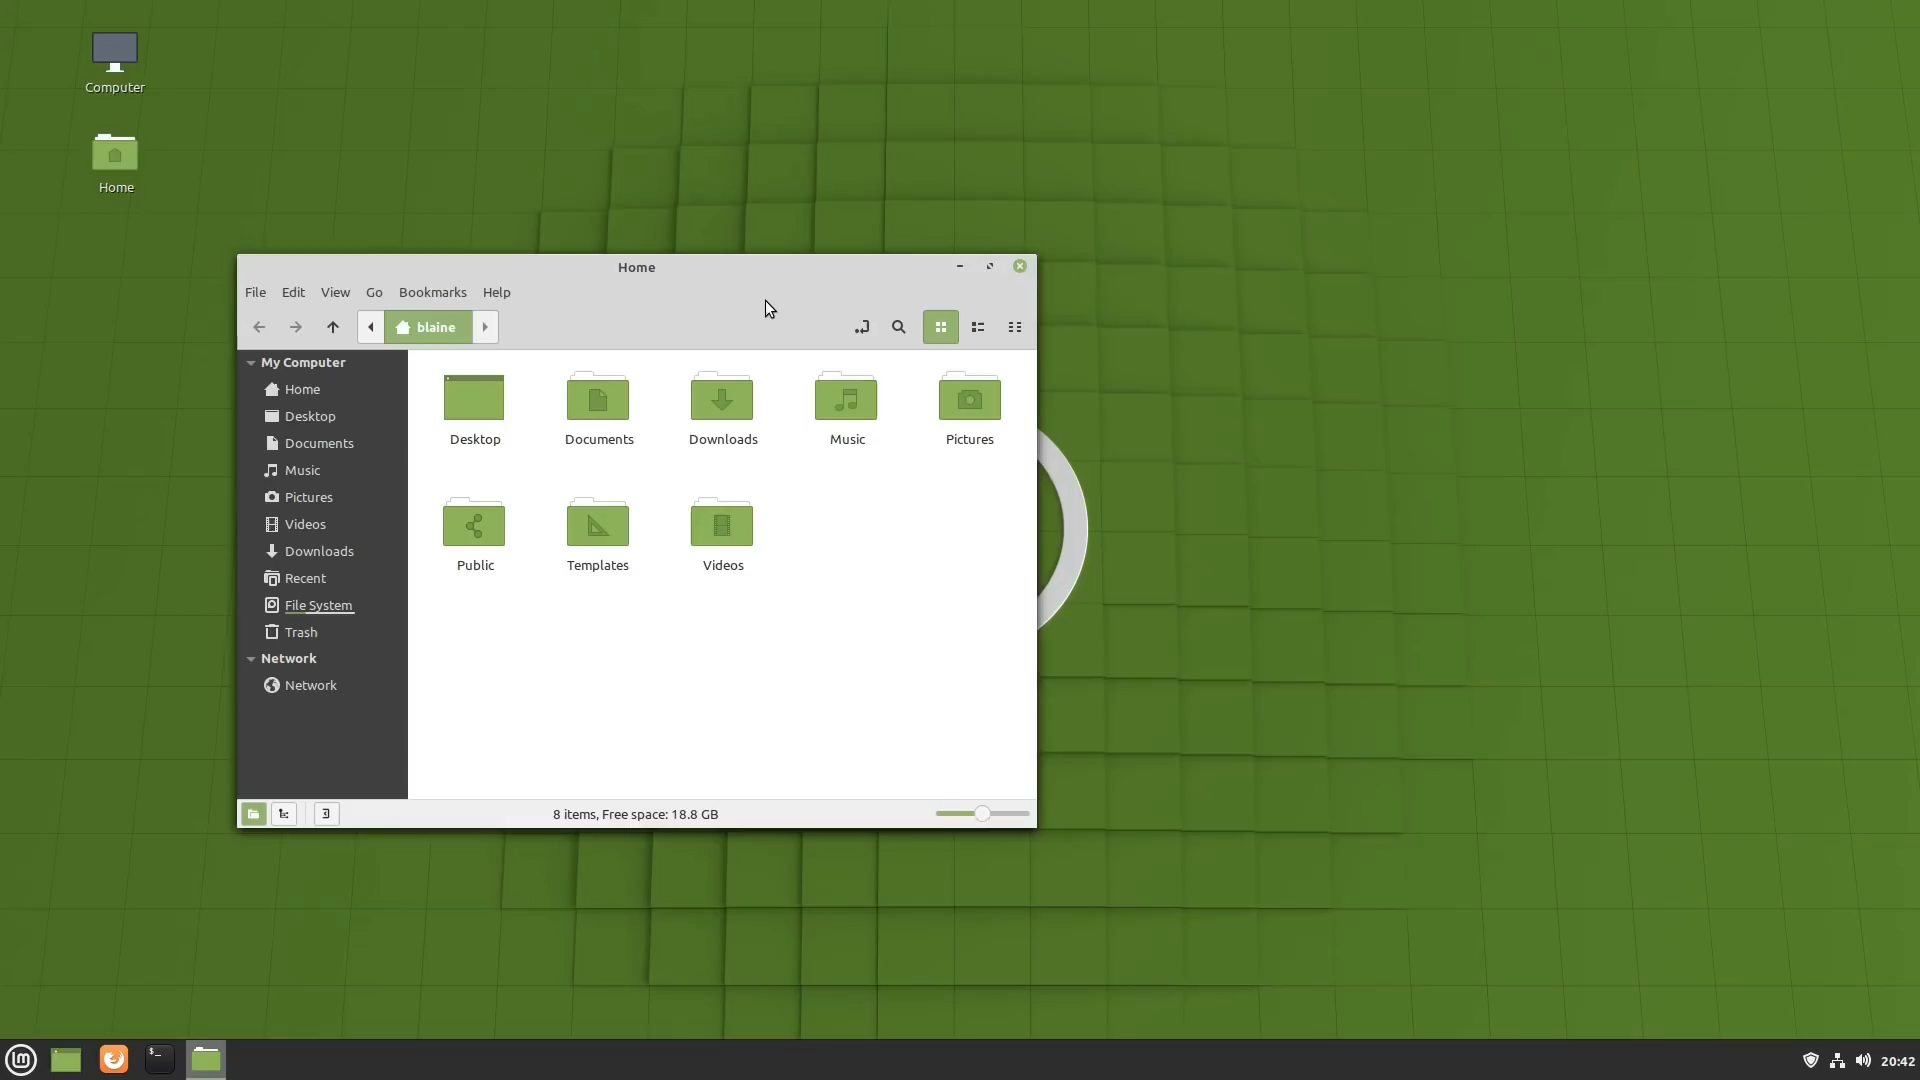 Computer
Home
Home
File Edit View Go Bookmarks Help
blaine
My Computer
Home
Desktop
Documents
Music
Pictures
Videos
Downloads
Recent
File System
Trash
Network
Network
Desktop Documents Downloads Music Pictures
Public Templates Videos
8 items, Free space: 18.8 GB
20:42